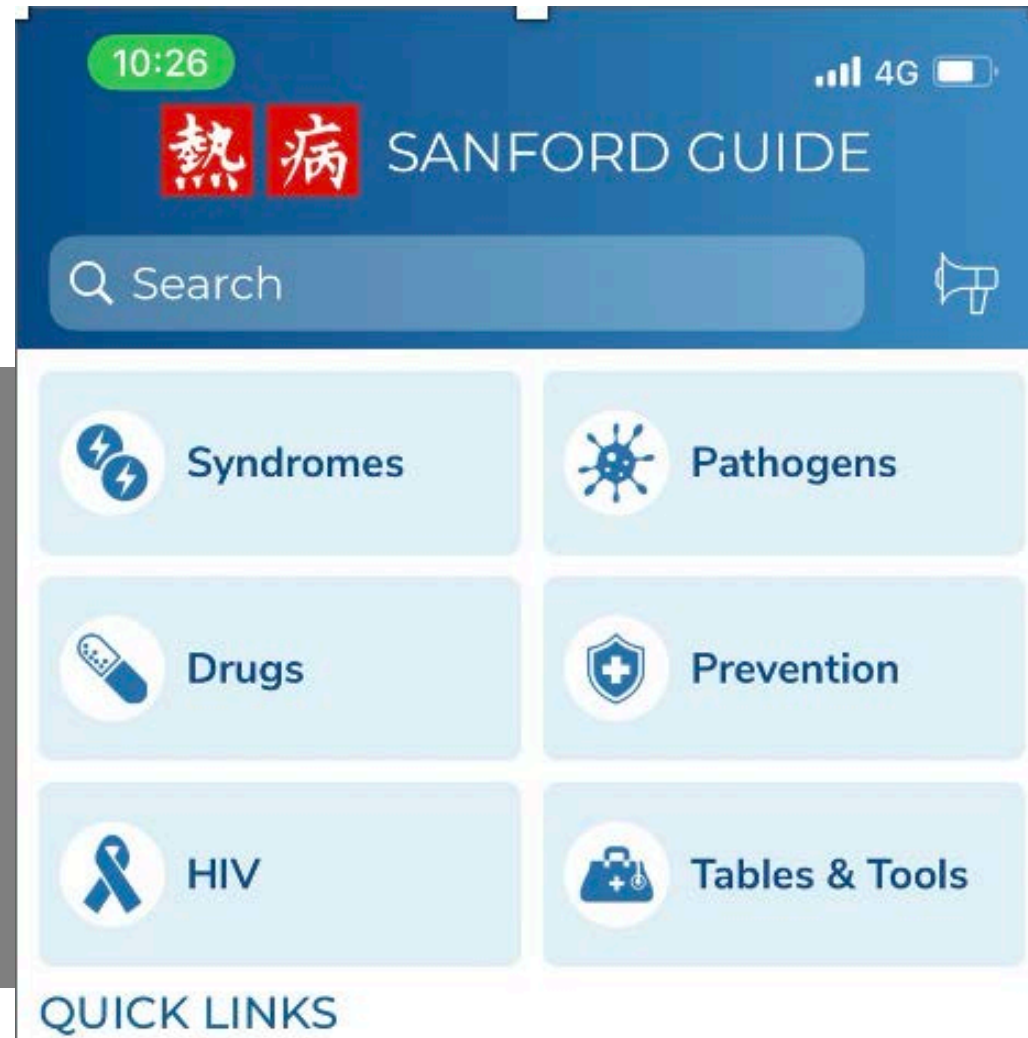 10:26 4G
熱病 SANFORD GUIDE
Search
Syndromes Pathogens
Drugs Prevention
HIV Tables & Tools
QUICK LINKS